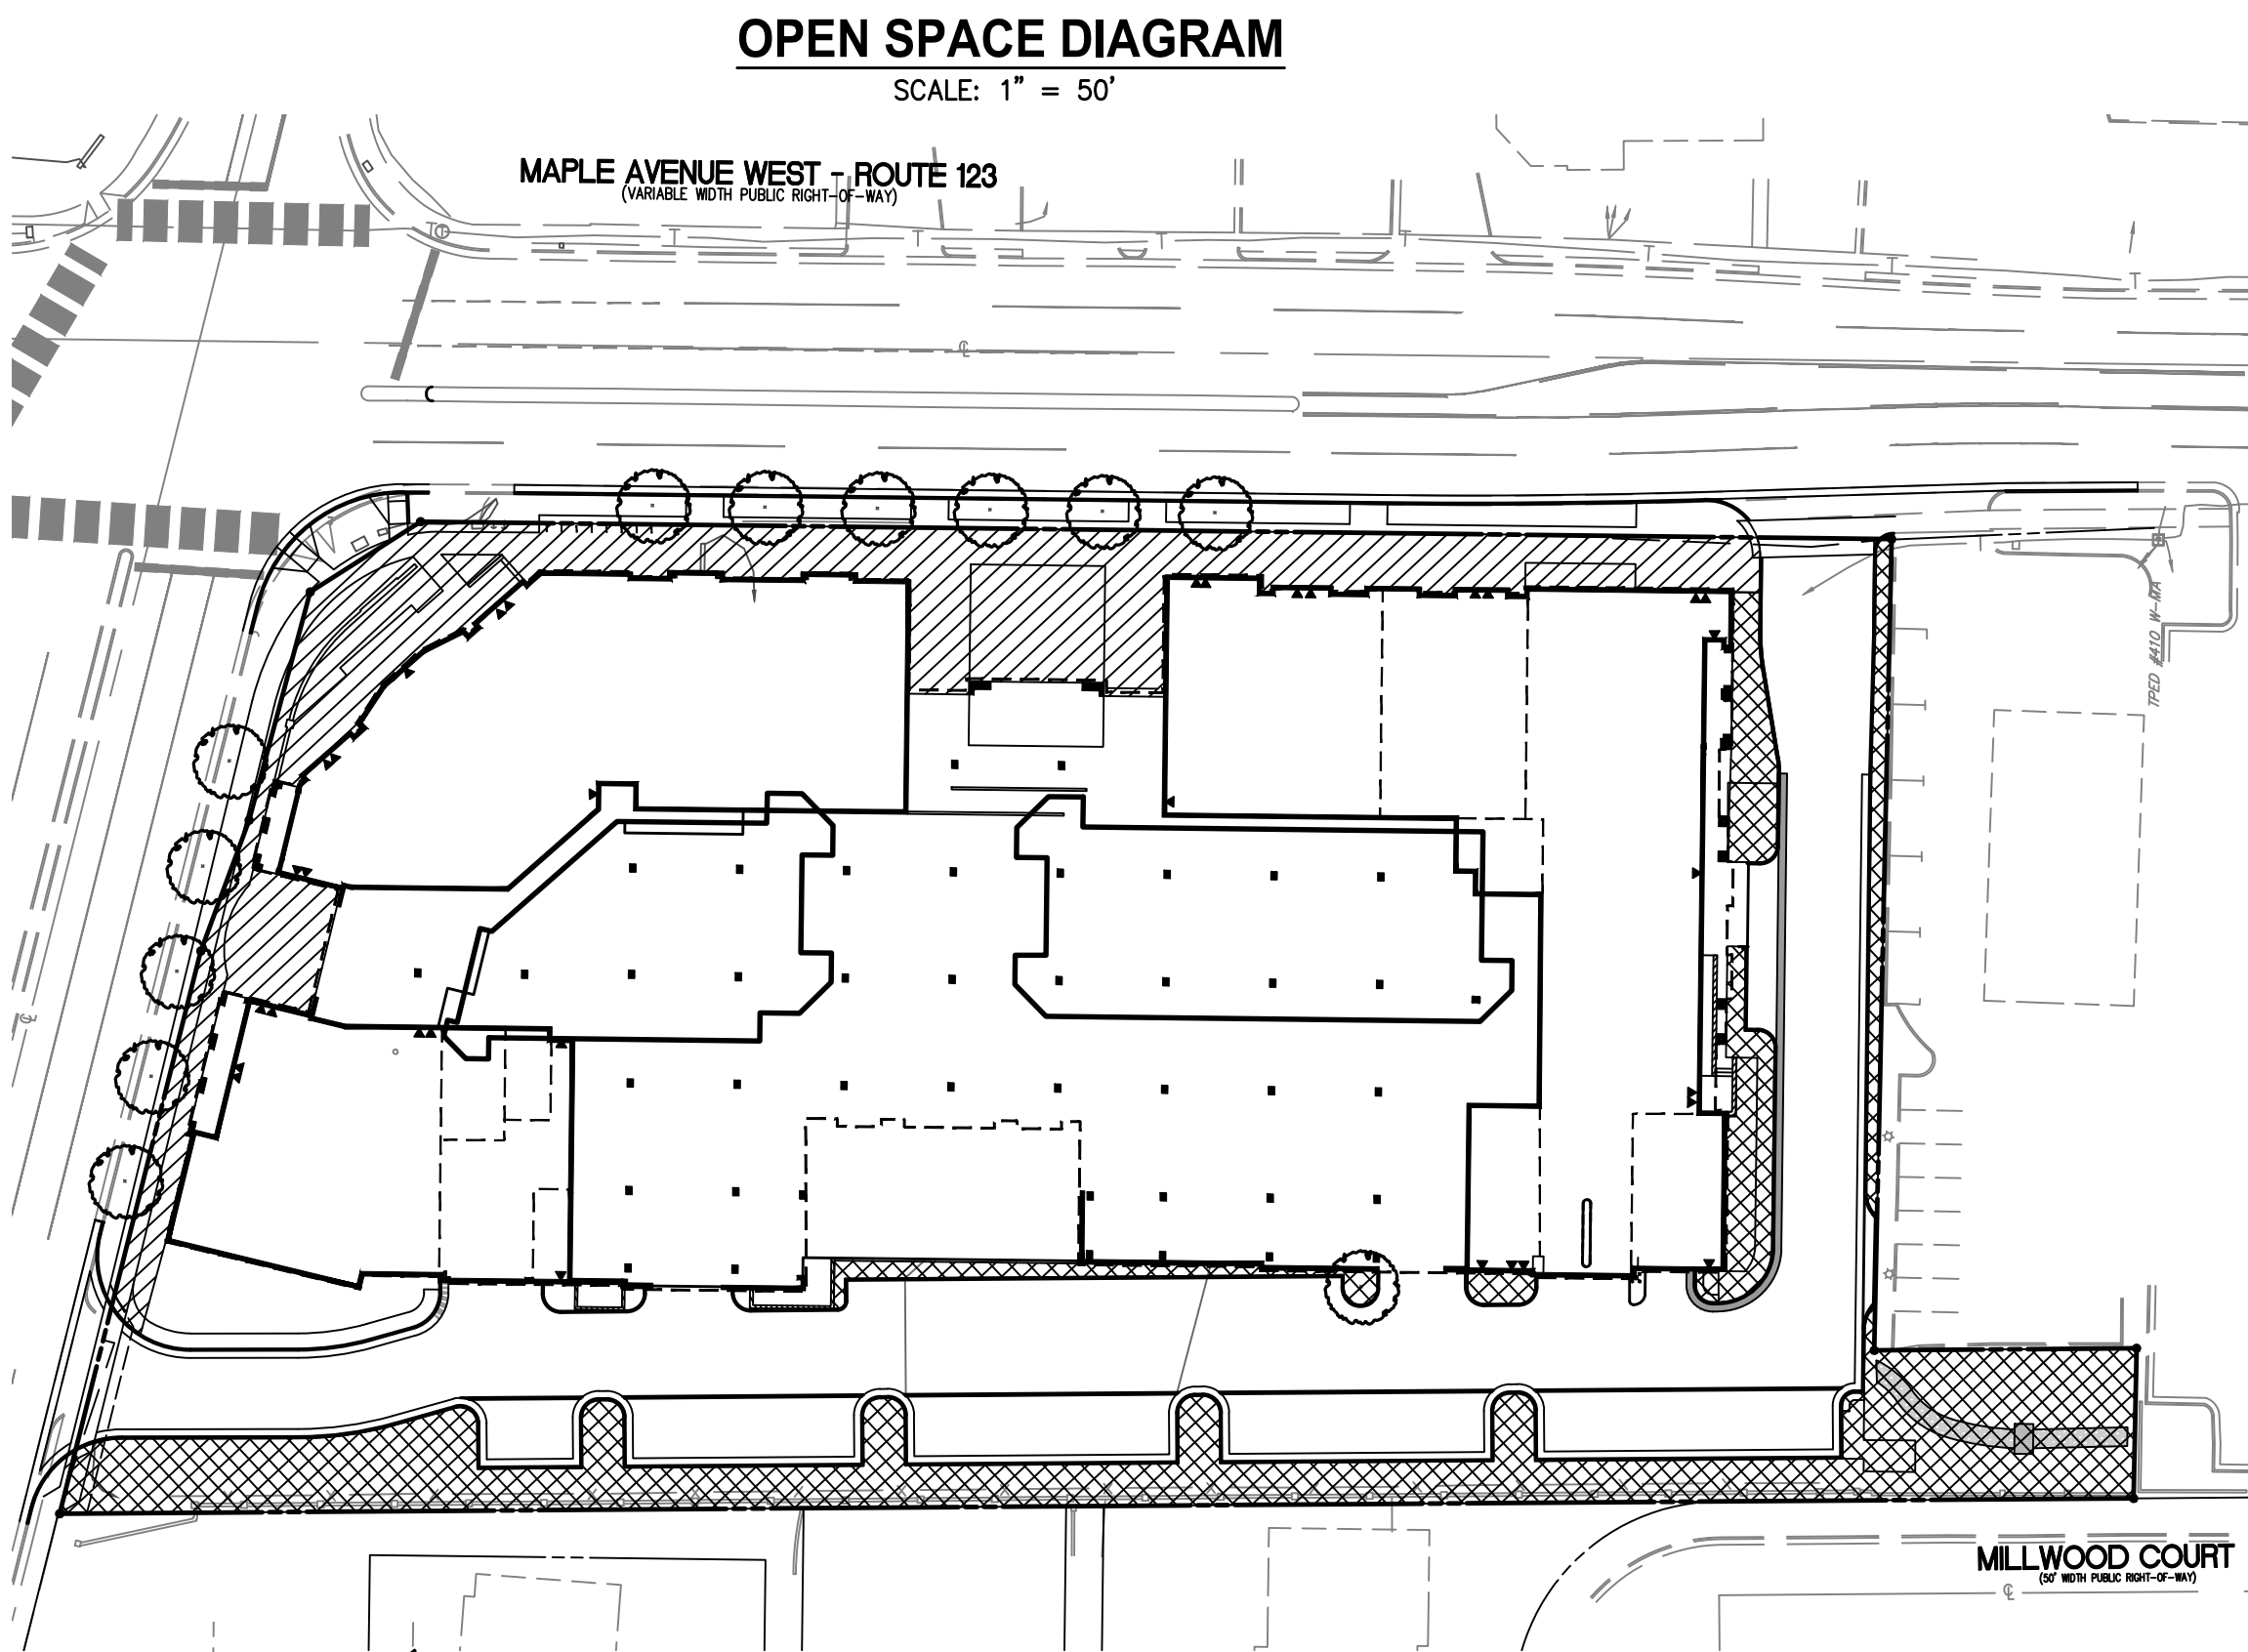 OPEN SPACE DIAGRAM
SCALE: 1" = 50'
MAPLE AVENUE WEST - ROUTE 123
(VARIABLE WIDTH PUBLIC RIGHT-OF-WAY)
TPED #410 W-MA
MILLWOOD COURT
(50' WIDTH PUBLIC RIGHT-OF-WAY)